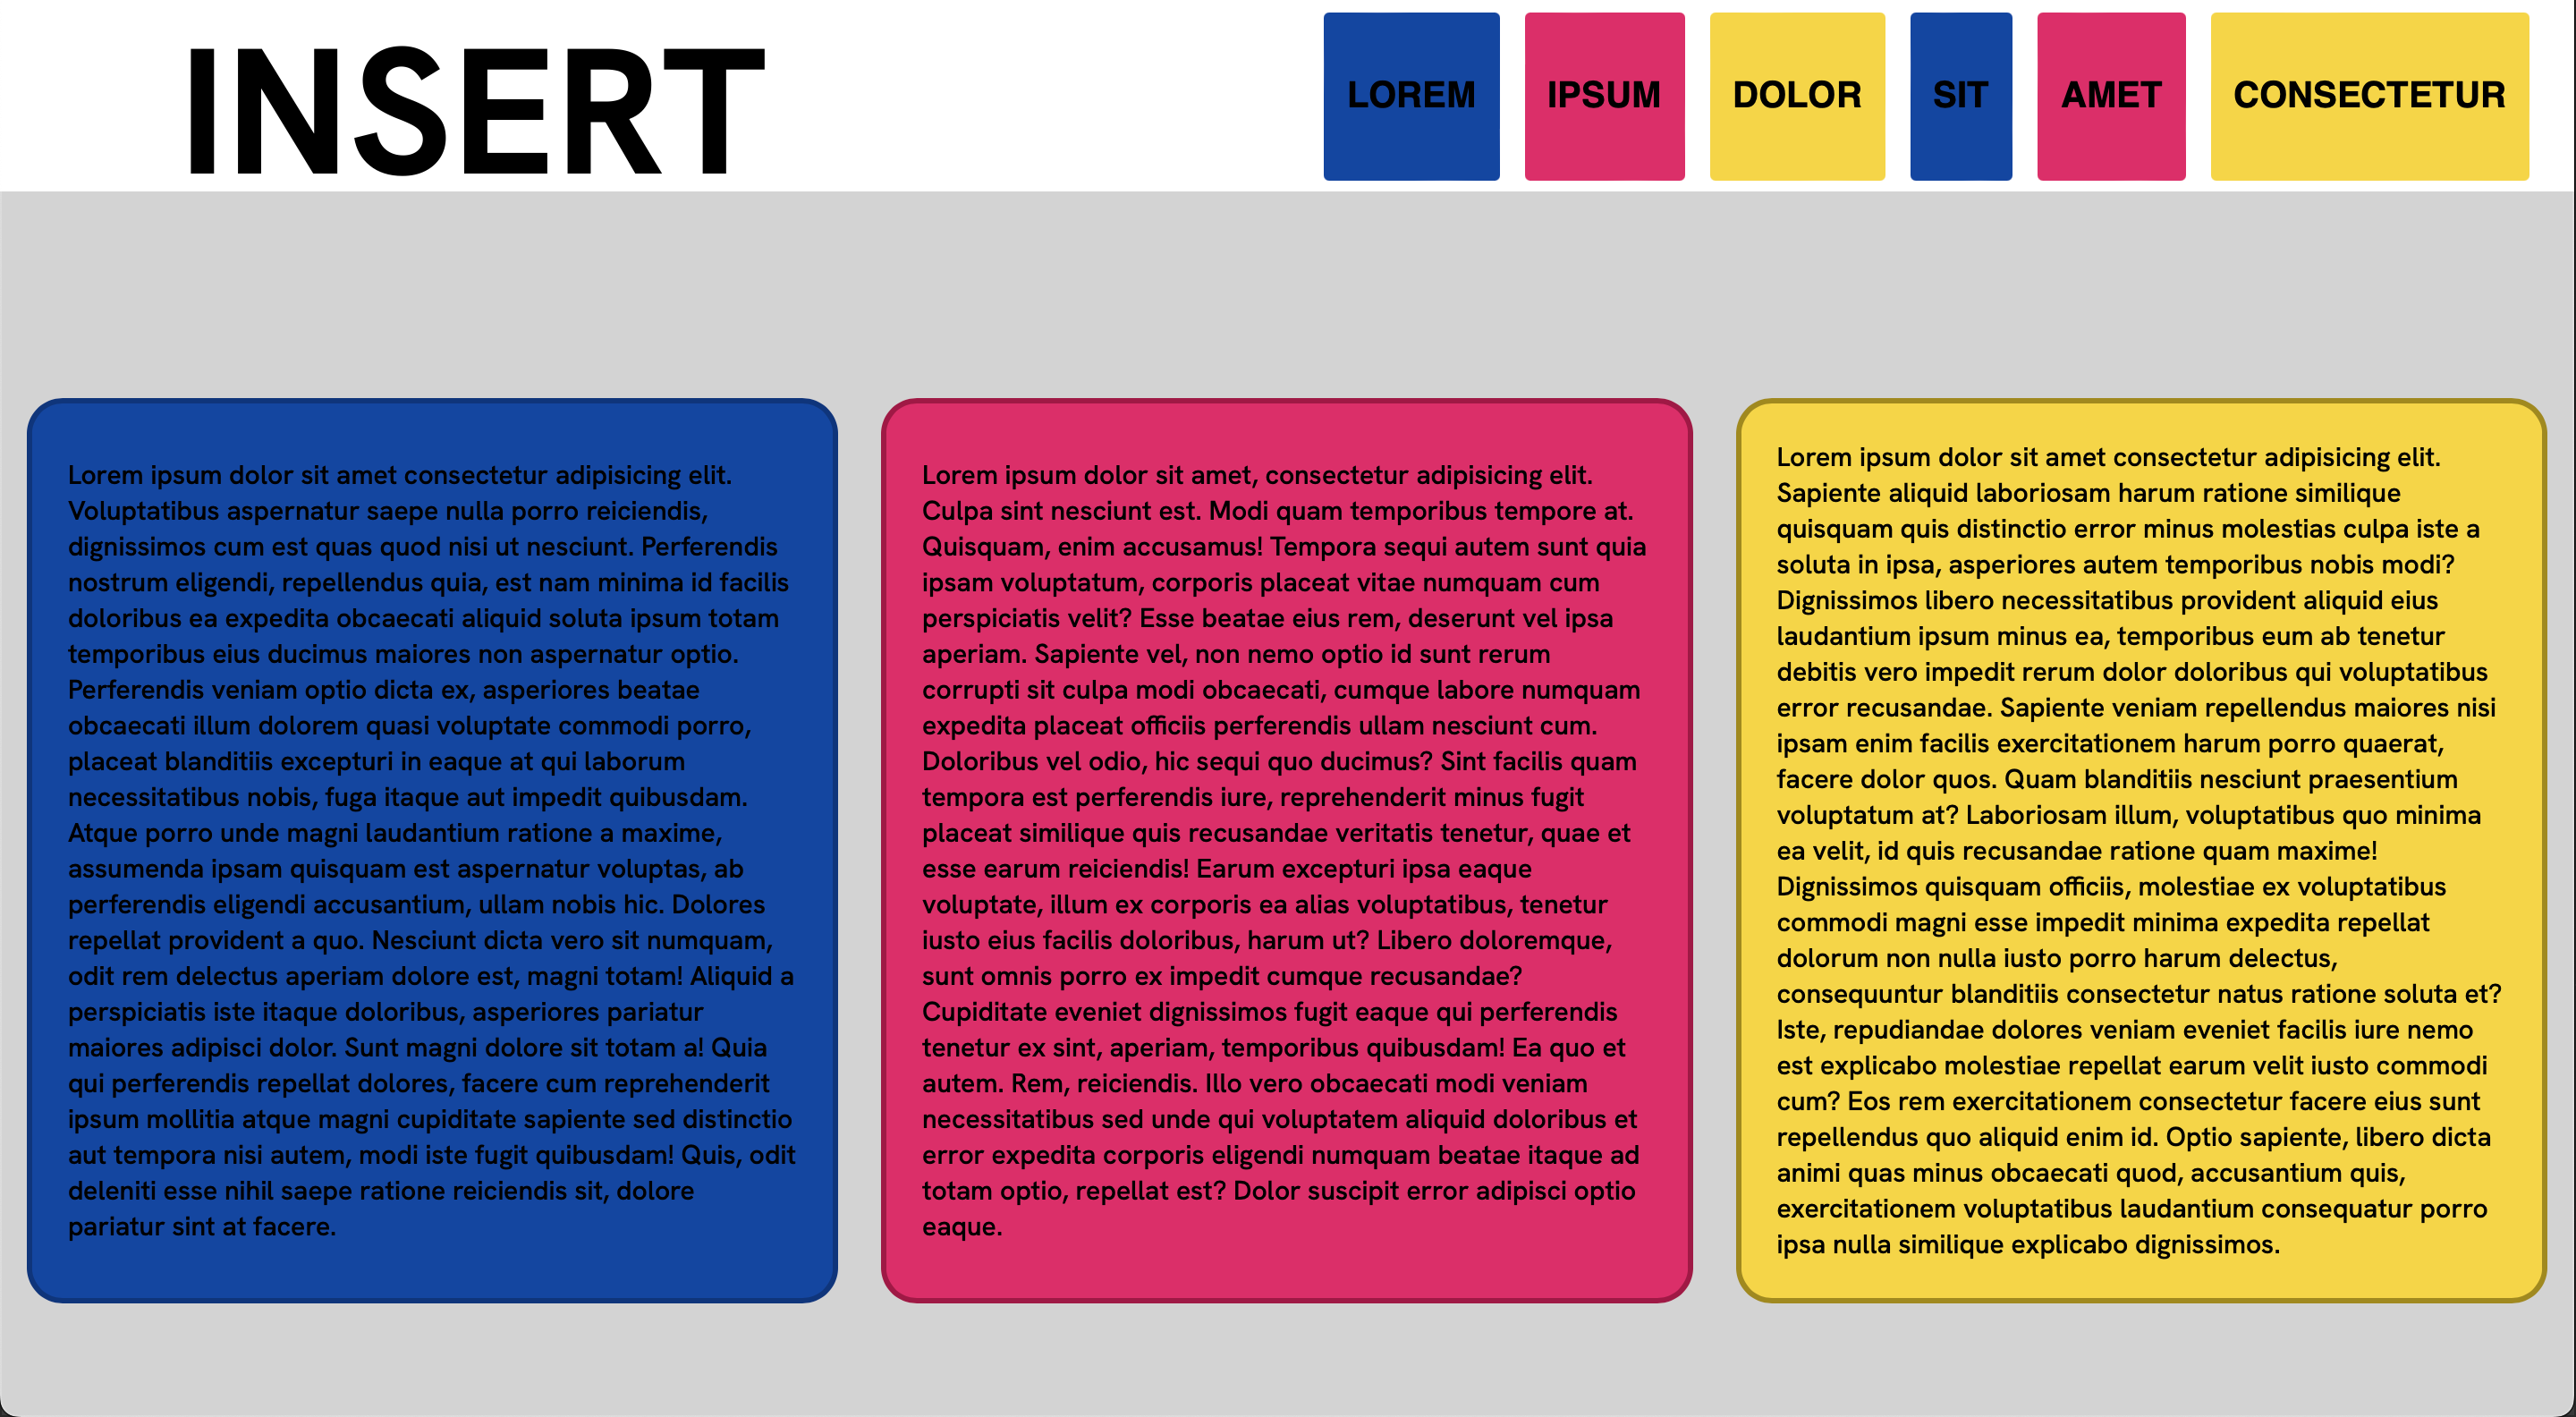 INSERT
LOREM
IPSUM
DOLOR
SIT
AMET
CONSECTETUR
Lorem ipsum dolor sit amet consectetur adipisicing elit.
Voluptatibus aspernatur saepe nulla porro reiciendis,
dignissimos cum est quas quod nisi ut nesciunt. Perferendis
nostrum eligendi, repellendus quia, est nam minima id facilis
doloribus ea expedita obcaecati aliquid soluta ipsum totam
temporibus eius ducimus maiores non aspernatur optio.
Perferendis veniam optio dicta ex, asperiores beatae
obcaecati illum dolorem quasi voluptate commodi porro,
placeat blanditiis excepturi in eaque at qui laborum
necessitatibus nobis, fuga itaque aut impedit quibusdam.
Atque porro unde magni laudantium ratione a maxime,
assumenda ipsam quisquam est aspernatur voluptas, ab
perferendis eligendi accusantium, ullam nobis hic. Dolores
repellat provident a quo. Nesciunt dicta vero sit numquam,
odit rem delectus aperiam dolore est, magni totam! Aliquid a
perspiciatis iste itaque doloribus, asperiores pariatur
maiores adipisci dolor. Sunt magni dolore sit totam a! Quia
qui perferendis repellat dolores, facere cum reprehenderit
ipsum mollitia atque magni cupiditate sapiente sed distinctio
aut tempora nisi autem, modi iste fugit quibusdam! Quis, odit
deleniti esse nihil saepe ratione reiciendis sit, dolore
pariatur sint at facere.
Lorem ipsum dolor sit amet, consectetur adipisicing elit.
Culpa sint nesciunt est. Modi quam temporibus tempore at.
Quisquam, enim accusamus! Tempora sequi autem sunt quia
ipsam voluptatum, corporis placeat vitae numquam cum
perspiciatis velit? Esse beatae eius rem, deserunt vel ipsa
aperiam. Sapiente vel, non nemo optio id sunt rerum
corrupti sit culpa modi obcaecati, cumque labore numquam
expedita placeat officiis perferendis ullam nesciunt cum.
Doloribus vel odio, hic sequi quo ducimus? Sint facilis quam
tempora est perferendis iure, reprehenderit minus fugit
placeat similique quis recusandae veritatis tenetur, quae et
esse earum reiciendis! Earum excepturi ipsa eaque
voluptate, illum ex corporis ea alias voluptatibus, tenetur
iusto eius facilis doloribus, harum ut? Libero doloremque,
sunt omnis porro ex impedit cumque recusandae?
Cupiditate eveniet dignissimos fugit eaque qui perferendis
tenetur ex sint, aperiam, temporibus quibusdam! Ea quo et
autem. Rem, reiciendis. Illo vero obcaecati modi veniam
necessitatibus sed unde qui voluptatem aliquid doloribus et
error expedita corporis eligendi numquam beatae itaque ad
totam optio, repellat est? Dolor suscipit error adipisci optio
eaque.
Lorem ipsum dolor sit amet consectetur adipisicing elit.
Sapiente aliquid laboriosam harum ratione similique
quisquam quis distinctio error minus molestias culpa iste a
soluta in ipsa, asperiores autem temporibus nobis modi?
Dignissimos libero necessitatibus provident aliquid eius
laudantium ipsum minus ea, temporibus eum ab tenetur
debitis vero impedit rerum dolor doloribus qui voluptatibus
error recusandae. Sapiente veniam repellendus maiores nisi
ipsam enim facilis exercitationem harum porro quaerat,
facere dolor quos. Quam blanditiis nesciunt praesentium
voluptatum at? Laboriosam illum, voluptatibus quo minima
ea velit, id quis recusandae ratione quam maxime!
Dignissimos quisquam officiis, molestiae ex voluptatibus
commodi magni esse impedit minima expedita repellat
dolorum non nulla iusto porro harum delectus,
consequuntur blanditiis consectetur natus ratione soluta et?
Iste, repudiandae dolores veniam eveniet facilis iure nemo
est explicabo molestiae repellat earum velit iusto commodi
cum? Eos rem exercitationem consectetur facere eius sunt
repellendus quo aliquid enim id. Optio sapiente, libero dicta
animi quas minus obcaecati quod, accusantium quis,
exercitationem voluptatibus laudantium consequatur porro
ipsa nulla similique explicabo dignissimos.